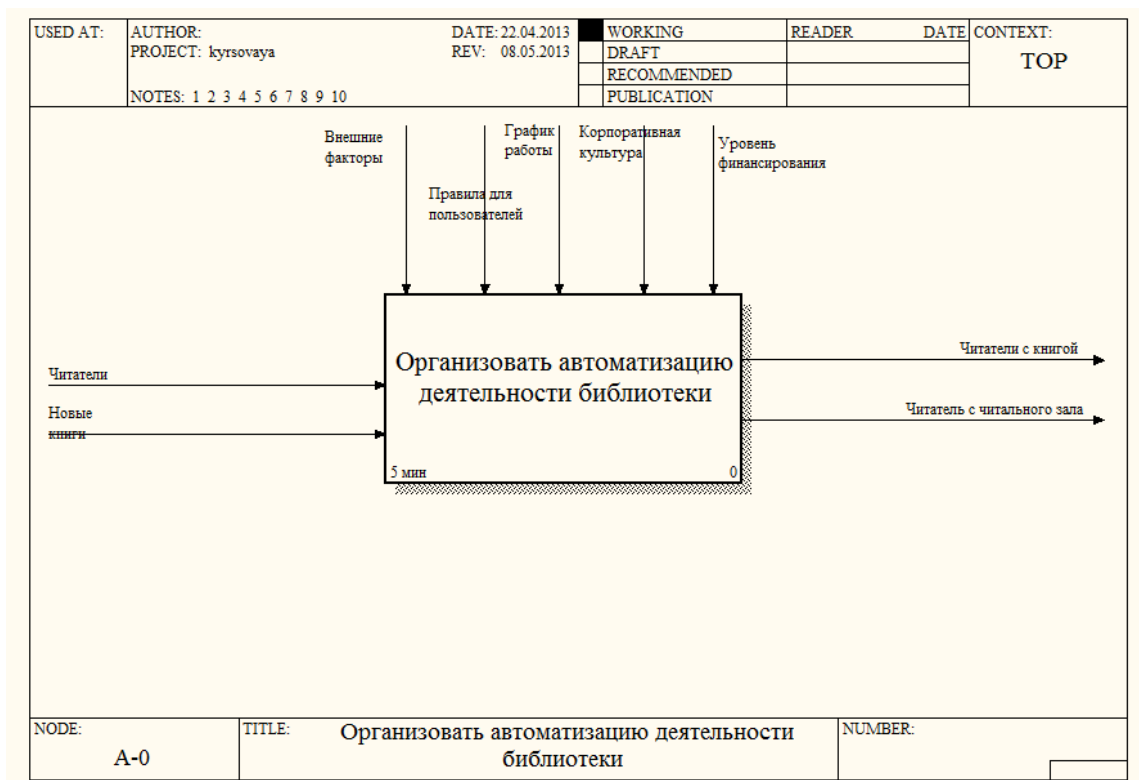 USED AT:
AUTHOR:
DATE: 22.04.2013
WORKING
READER
DATE
CONTEXT:
PROJECT: kyrsovaya
REV: 08.05.2013
DRAFT
TOP
RECOMMENDED
NOTES: 1 2 3 4 5 6 7 8 9 10
PUBLICATION
Внешние
факторы
График
работы
Корпоративная
культура
Уровень
финансирования
Правила для
пользователей
Организовать автоматизацию
деятельности библиотеки
5 мин
0
Читатели
Новые
книги
Читатели с книгой
Читатель с читального зала
NODE:
A-0
TITLE:
Организовать автоматизацию деятельности
библиотеки
NUMBER: